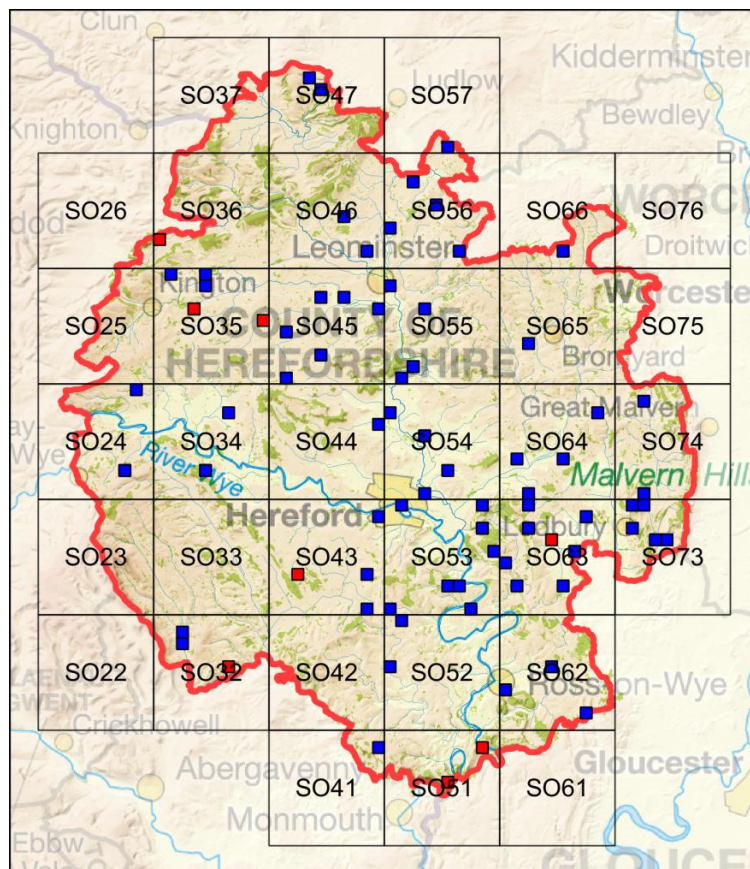 Clun
Kidderminster
SO37 SO47 SO57
Ludlow
Bewdley
Knighton
SO26 SO36 SO46 SO56 SO66 SO76
Leominster
Droitwich
Kington
Worcester
SO25 SO35 SO45 SO55 SO65 SO75
COUNTY OF
HEREFORDSHIRE
Bromyard
Great Malvern
SO24 SO34 SO44 SO54 SO64 SO74
River Wye
Malvern Hills
Hereford
Ledbury
SO23 SO33 SO43 SO53 SO63 SO73
SO22 SO32 SO42 SO52 SO62
Ross-on-Wye
Crickhowell
Gloucester
Abergavenny
SO41 SO51 SO61
Monmouth
Ebbw